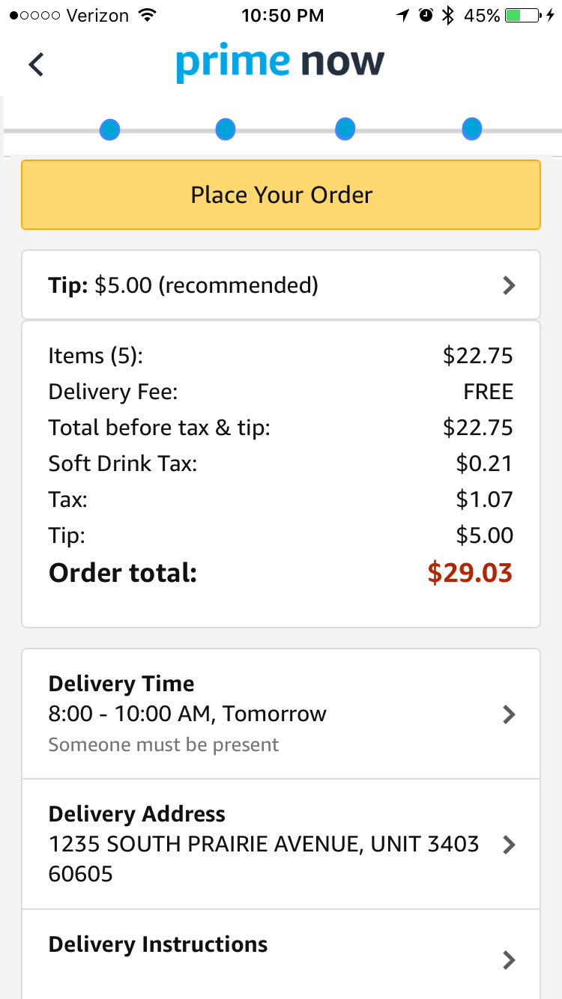 Verizon 10:50 PM 45%
prime now
Place Your Order
Tip: $5.00 (recommended)
Items (5): $22.75
Delivery Fee: FREE
Total before tax & tip: $22.75
Soft Drink Tax: $0.21
Tax: $1.07
Tip: $5.00
Order total: $29.03
Delivery Time
8:00 - 10:00 AM, Tomorrow
Someone must be present
Delivery Address
1235 SOUTH PRAIRIE AVENUE, UNIT 3403
60605
Delivery Instructions